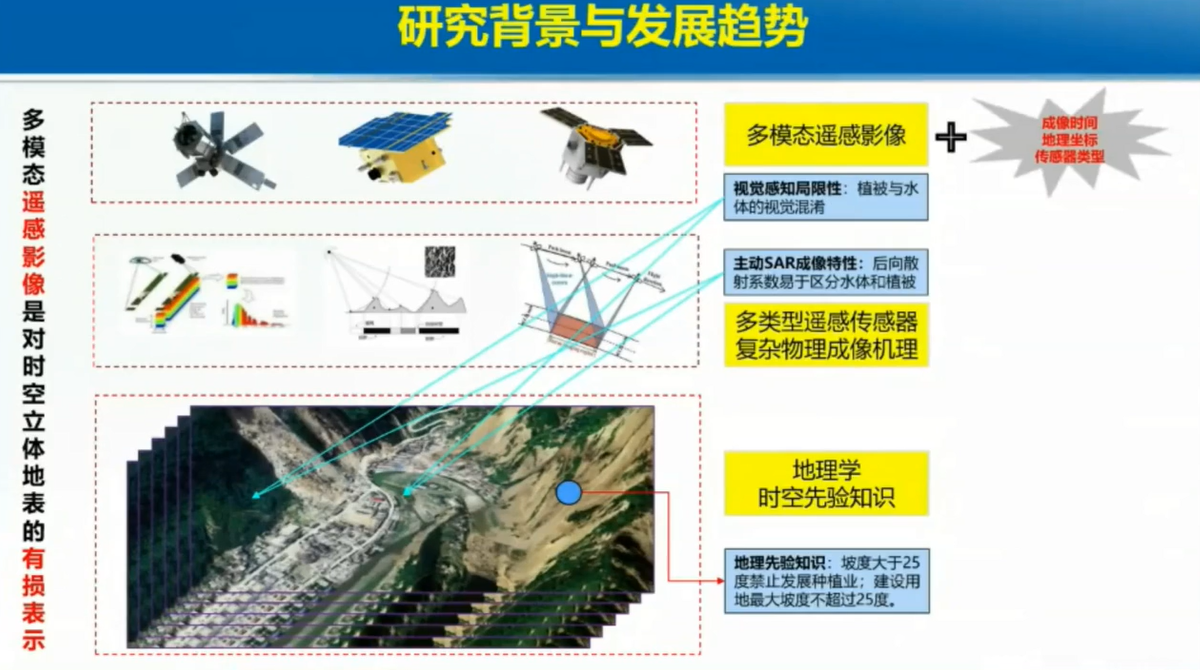 研究背景与发展趋势
多模态遥感影像是对时空立体地表的有损表示
多模态遥感影像
成像时间
地理坐标
传感器类型
视觉感知局限性：植被与水
体的视觉混淆
主动SAR成像特性：后向散
射系数易于区分水体和植被
多类型遥感传感器
复杂物理成像机理
地理学
时空先验知识
地理先验知识：坡度大于25
度禁止发展种植业；建设用
地最大坡度不超过25度。